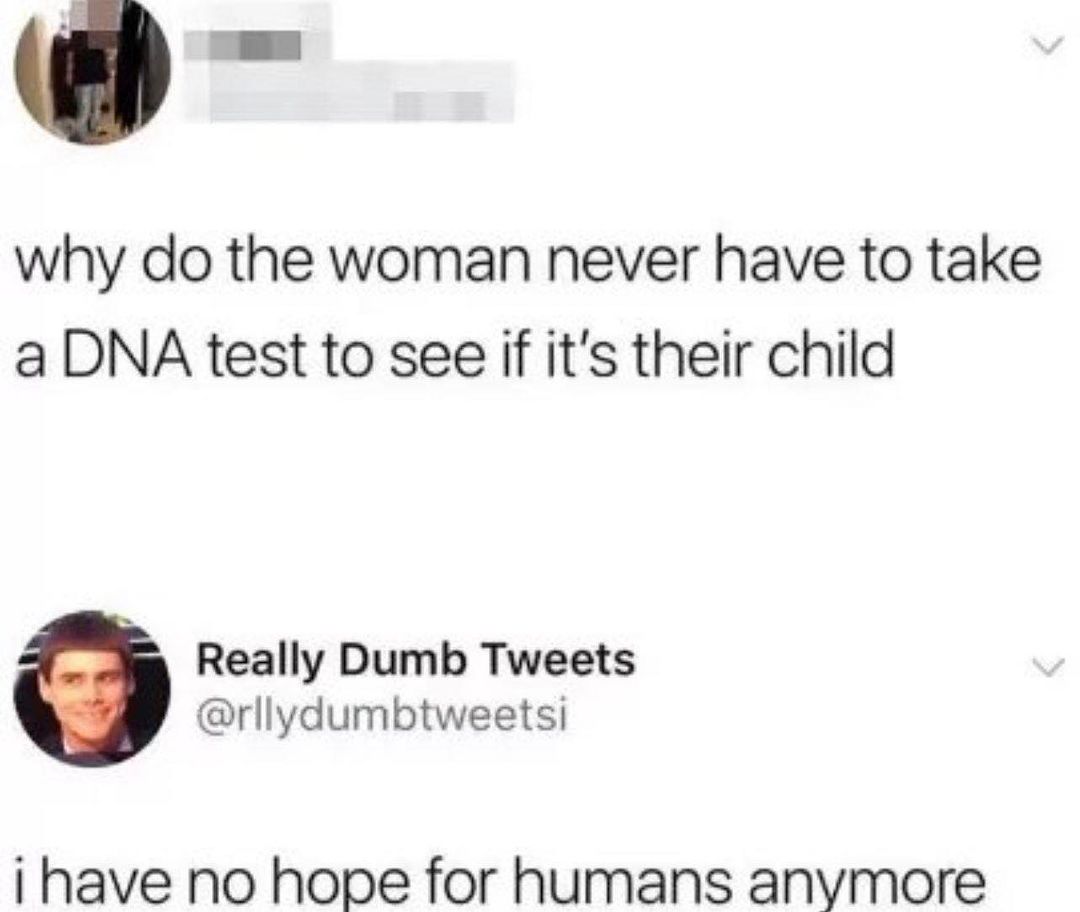 why do the woman never have to take
a DNA test to see if it's their child
Really Dumb Tweets
@rllydumbtweetsi
i have no hope for humans anymore